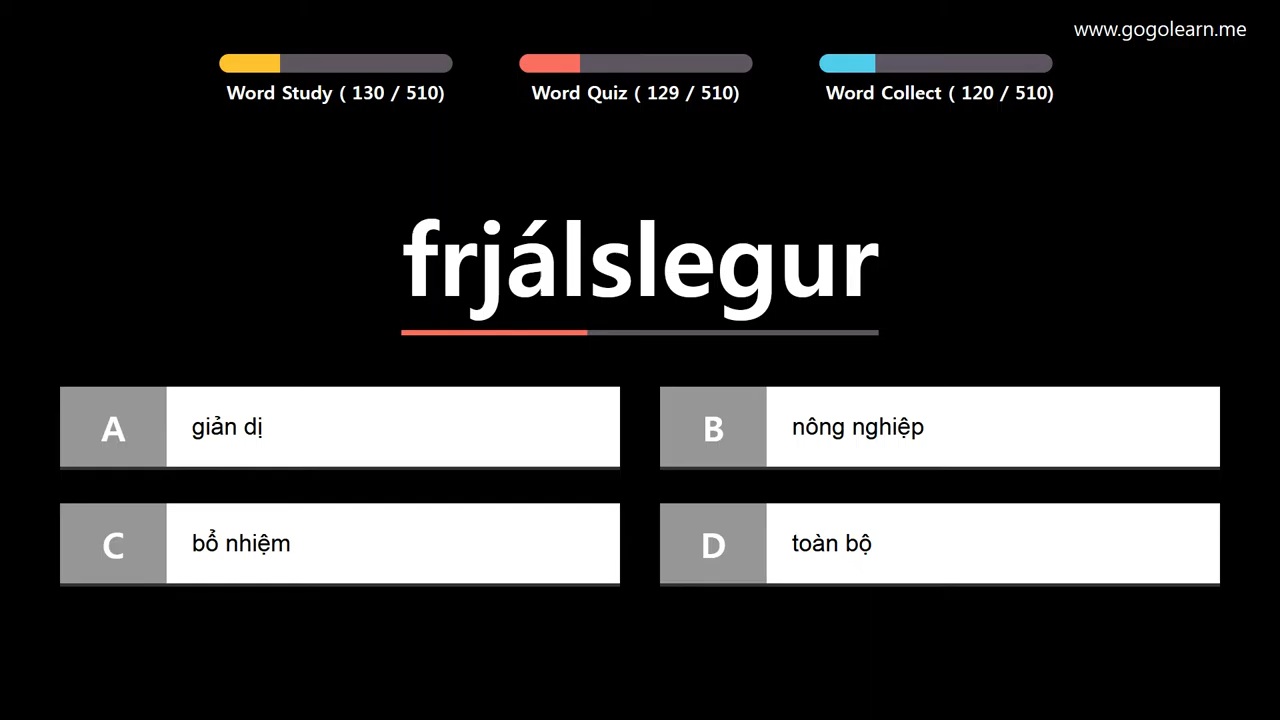 www.gogolearn.me
Word Study ( 130 / 510)
Word Quiz ( 129 / 510)
Word Collect ( 120 / 510)
frjálslegur
A giản dị
B nông nghiệp
C bổ nhiệm
D toàn bộ